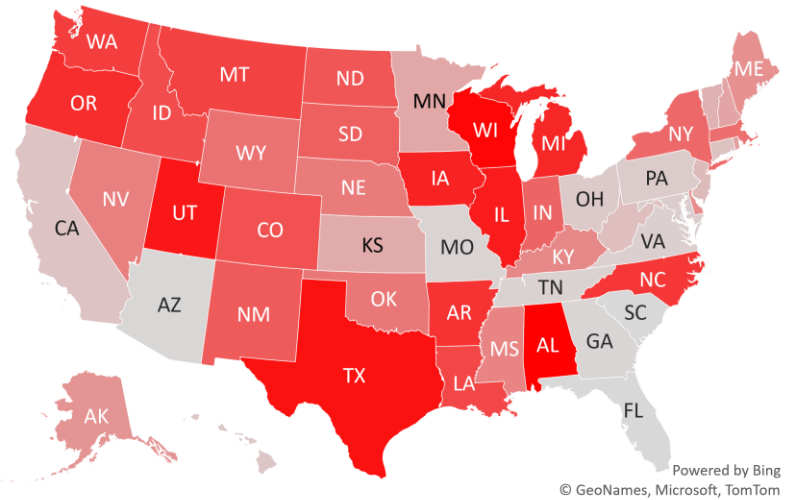 WA
MT
ND
MN
ME
OR
ID
SD
WI
MI
NY
WY
IA
PA
NE
OH
NV
UT
CO
IL
IN
CA
KS
MO
KY
VA
AZ
NM
OK
AR
TN
NC
SC
MS
AL
GA
TX
LA
AK
FL
Powered by Bing
© GeoNames, Microsoft, TomTom